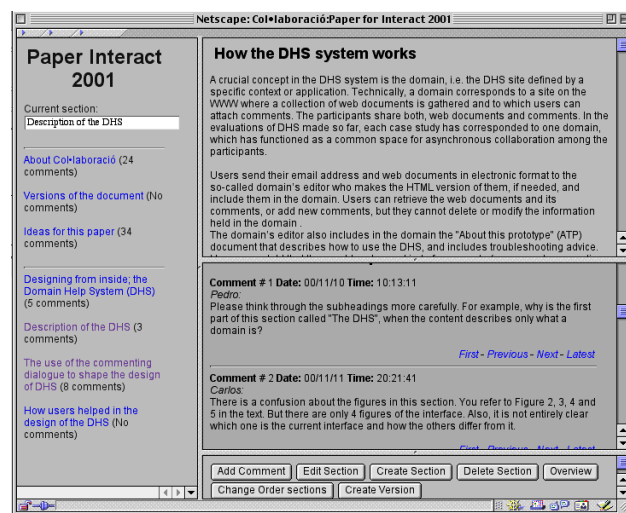 Netscape: Col•laboració:Paper for Interact 2001
Paper Interact
2001
Current section:
Description of the DHS
About Col•laboració (24
comments)
Versions of the document (No
comments)
Ideas for this paper (34
comments)
Designing from inside; the
Domain Help System (DHS)
(5 comments)
Description of the DHS (3
comments)
The use of the commenting
dialogue to shape the design
of DHS (8 comments)
How users helped in the
design of the DHS (No
comments)
How the DHS system works
A crucial concept in the DHS system is the domain, i.e. the DHS site defined by a
specific context or application. Technically, a domain corresponds to a site on the
WWW where a collection of web documents is gathered and to which users can
attach comments. The participants share both, web documents and comments. In the
evaluations of DHS made so far, each case study has corresponded to one domain,
which has functioned as a common space for asynchronous collaboration among the
participants.
Users send their email address and web documents in electronic format to the
so-called domain's editor who makes the HTML version of them, if needed, and
include them in the domain. Users can retrieve the web documents and its
comments, or add new comments, but they cannot delete or modify the information
held in the domain .
The domain's editor also includes in the domain the "About this prototype" (ATP)
document that describes how to use the DHS, and includes troubleshooting advice.
Comment # 1 Date: 00/11/10 Time: 10:13:11
Pedro:
Please think through the subheadings more carefully. For example, why is the first
part of this section called "The DHS", when the content describes only what a
domain is?
First - Previous - Next - Latest
Comment # 2 Date: 00/11/11 Time: 20:21:41
Carlos:
There is a confusion about the figures in this section. You refer to Figure 2, 3, 4 and
5 in the text. But there are only 4 figures of the interface. Also, it is not entirely clear
which one is the current interface and how the others differ from it.
First - Previous - Next - Latest
Add Comment Edit Section Create Section Delete Section Overview
Change Order sections Create Version